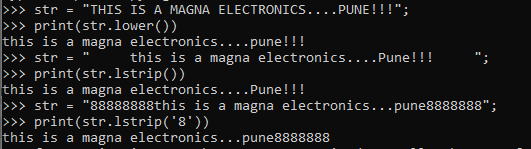 >>> str = "THIS IS A MAGNA ELECTRONICS....PUNE!!!";
>>> print(str.lower())
this is a magna electronics....pune!!!
>>> str = "     this is a magna electronics....Pune!!!     ";
>>> print(str.lstrip())
this is a magna electronics....Pune!!!
>>> str = "88888888this is a magna electronics...pune8888888";
>>> print(str.lstrip('8'))
this is a magna electronics...pune8888888